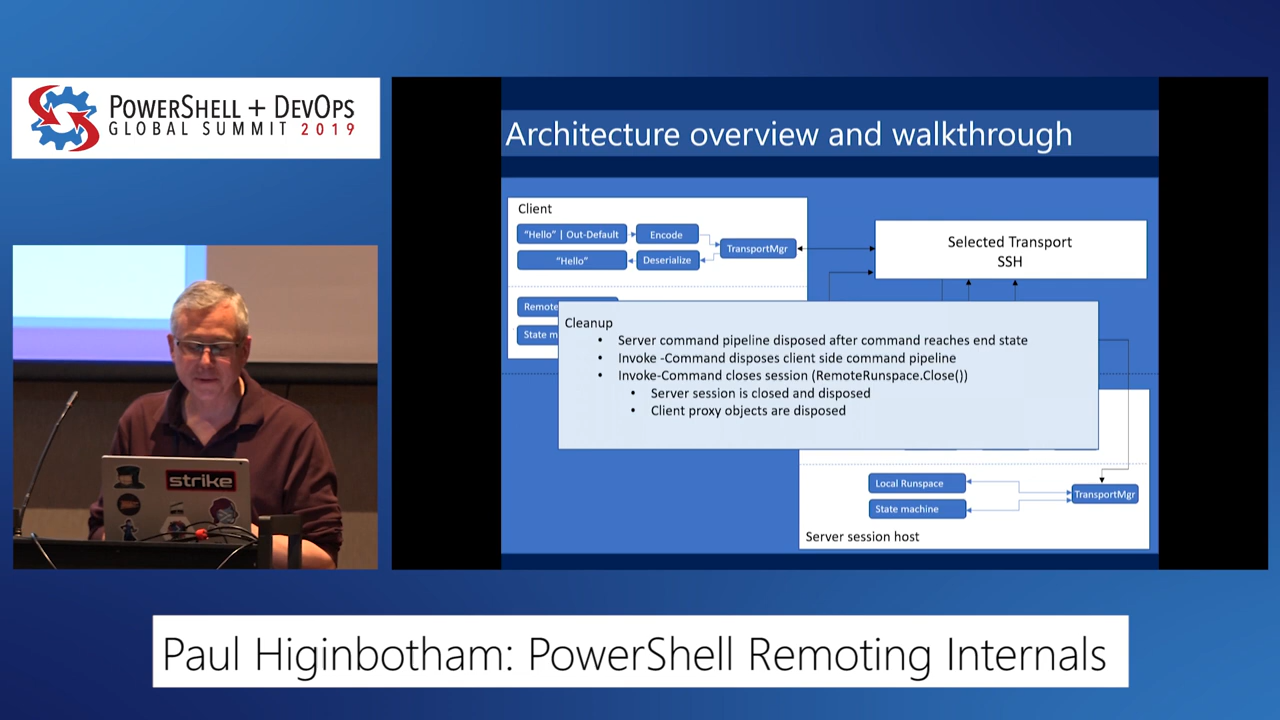 POWERSHELL + DEVOPS
GLOBAL SUMMIT 2019
strike
Architecture overview and walkthrough
Client
"Hello" | Out-Default
Encode
TransportMgr
"Hello"
Deserialize
Selected Transport
SSH
Remote
State m
Cleanup
• Server command pipeline disposed after command reaches end state
• Invoke -Command disposes client side command pipeline
• Invoke-Command closes session (RemoteRunspace.Close())
• Server session is closed and disposed
• Client proxy objects are disposed
Local Runspace
TransportMgr
State machine
Server session host
Paul Higinbotham: PowerShell Remoting Internals